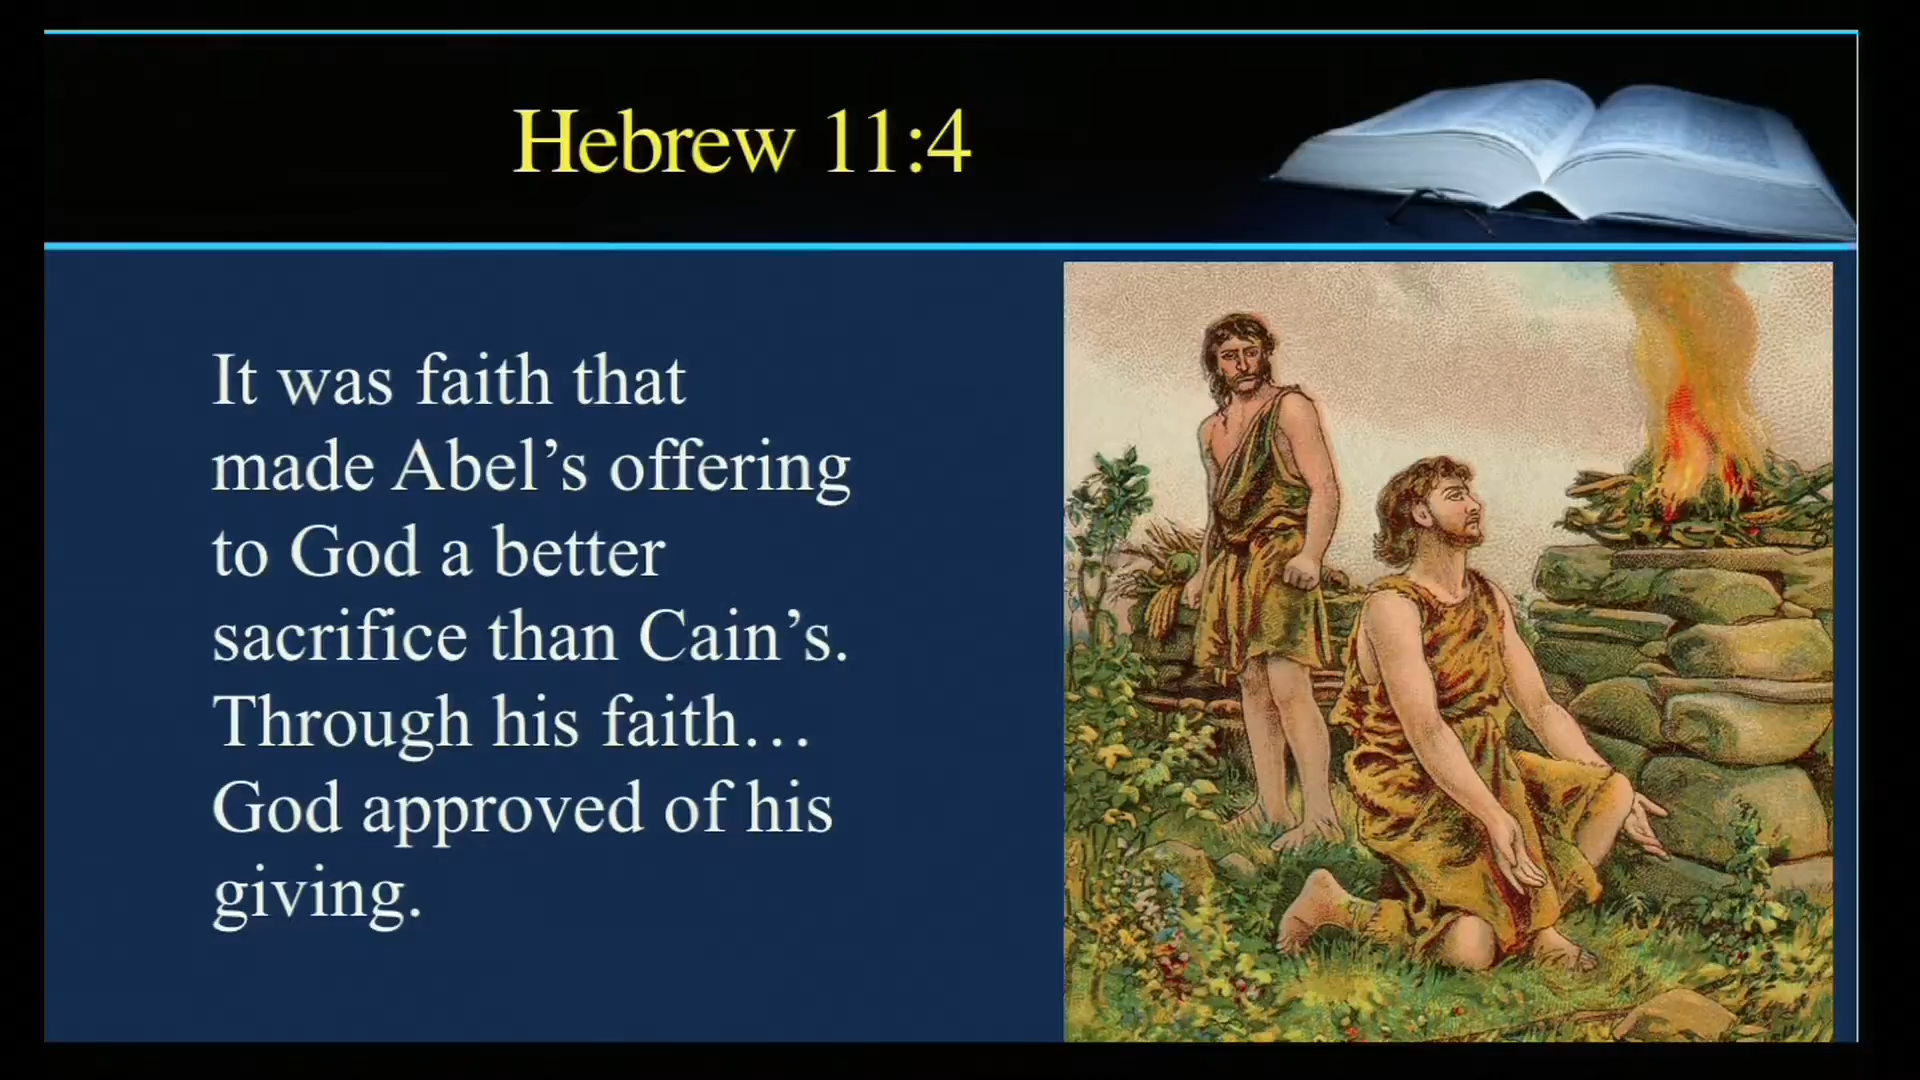 Hebrew 11:4
It was faith that
made Abel’s offering
to God a better
sacrifice than Cain’s.
Through his faith…
God approved of his
giving.